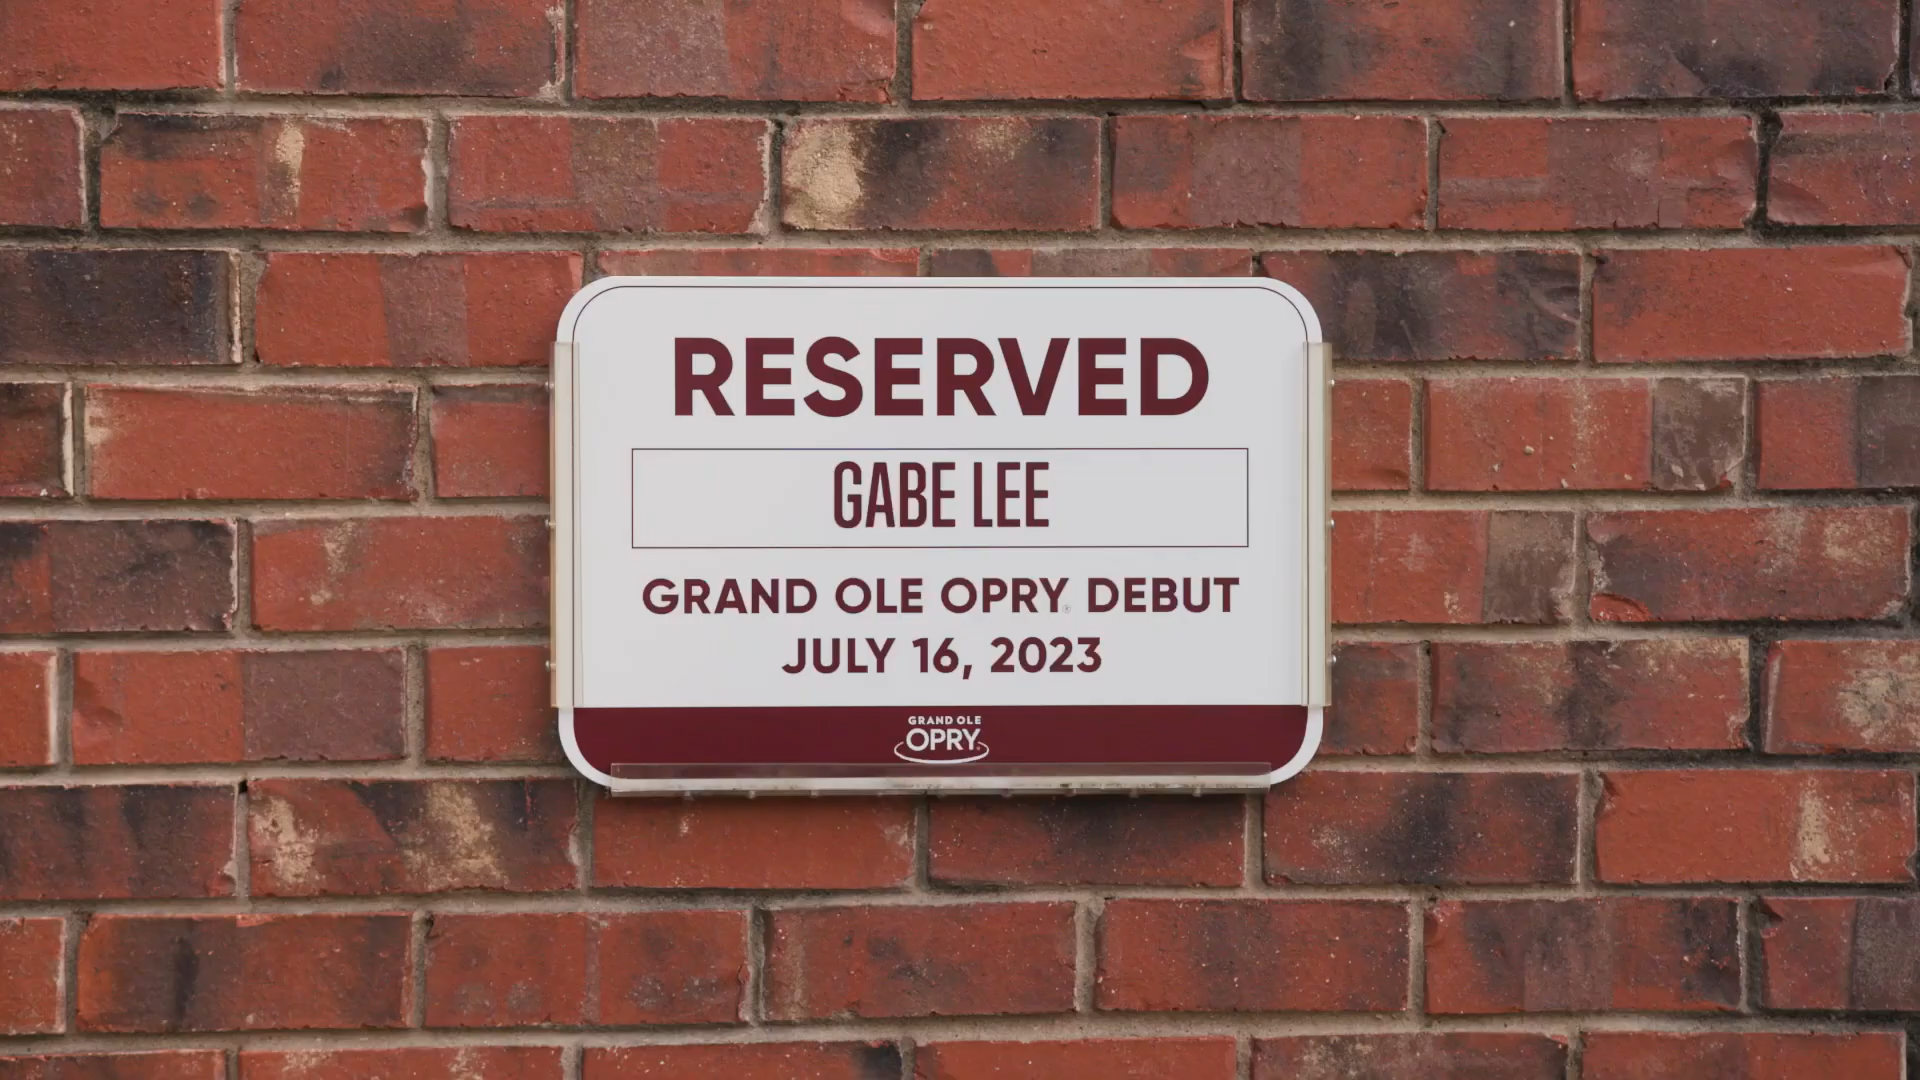 RESERVED
GABE LEE
GRAND OLE OPRY® DEBUT
JULY 16, 2023
GRAND OLE
OPRY